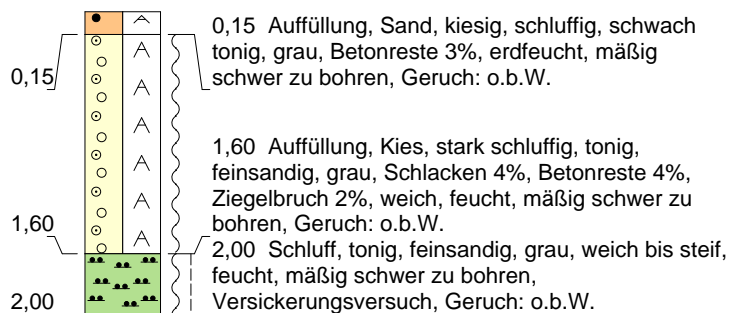 0,15 Auffüllung, Sand, kiesig, schluffig, schwach
tonig, grau, Betonreste 3%, erdfeucht, mäßig
schwer zu bohren, Geruch: o.b.W.
0,15
1,60 Auffüllung, Kies, stark schluffig, tonig,
feinsandig, grau, Schlacken 4%, Betonreste 4%,
Ziegelbruch 2%, weich, feucht, mäßig schwer zu
bohren, Geruch: o.b.W.
1,60
2,00 Schluff, tonig, feinsandig, grau, weich bis steif,
feucht, mäßig schwer zu bohren,
Versickerungsversuch, Geruch: o.b.W.
2,00